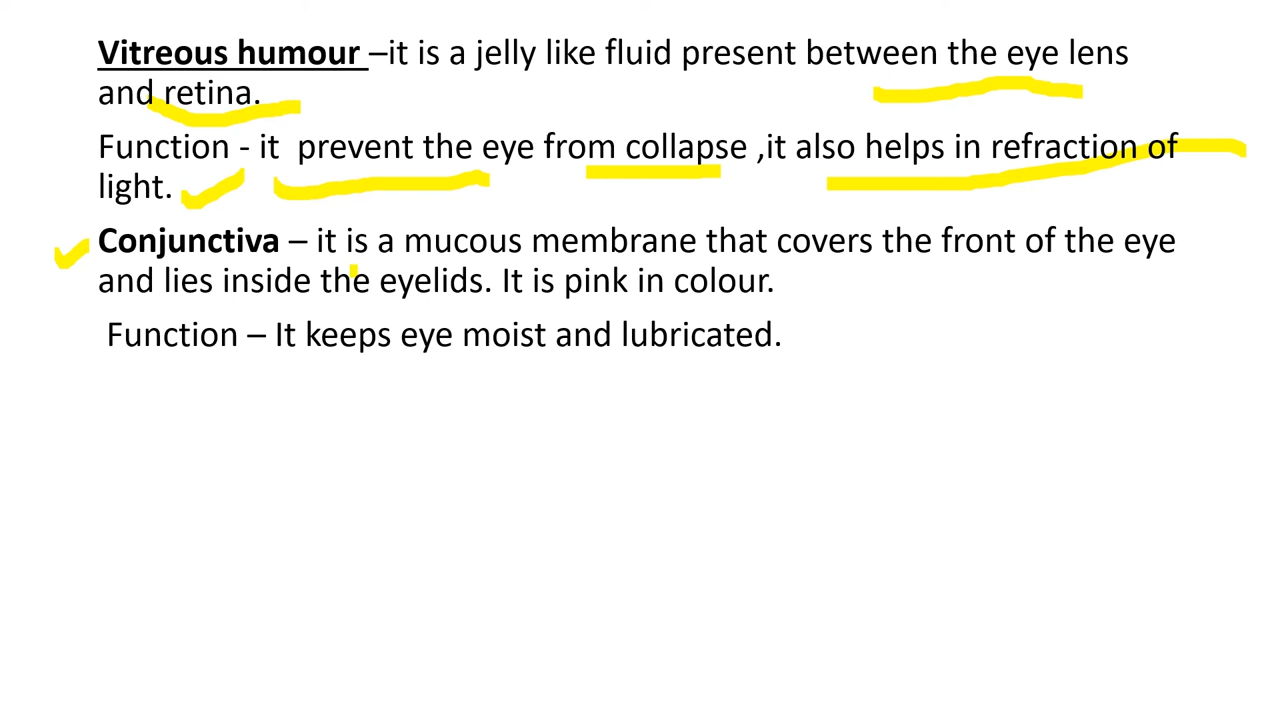 Vitreous humour –it is a jelly like fluid present between the eye lens
and retina.
Function - it  prevent the eye from collapse ,it also helps in refraction of
light.
Conjunctiva – it is a mucous membrane that covers the front of the eye
and lies inside the eyelids. It is pink in colour.
Function – It keeps eye moist and lubricated.